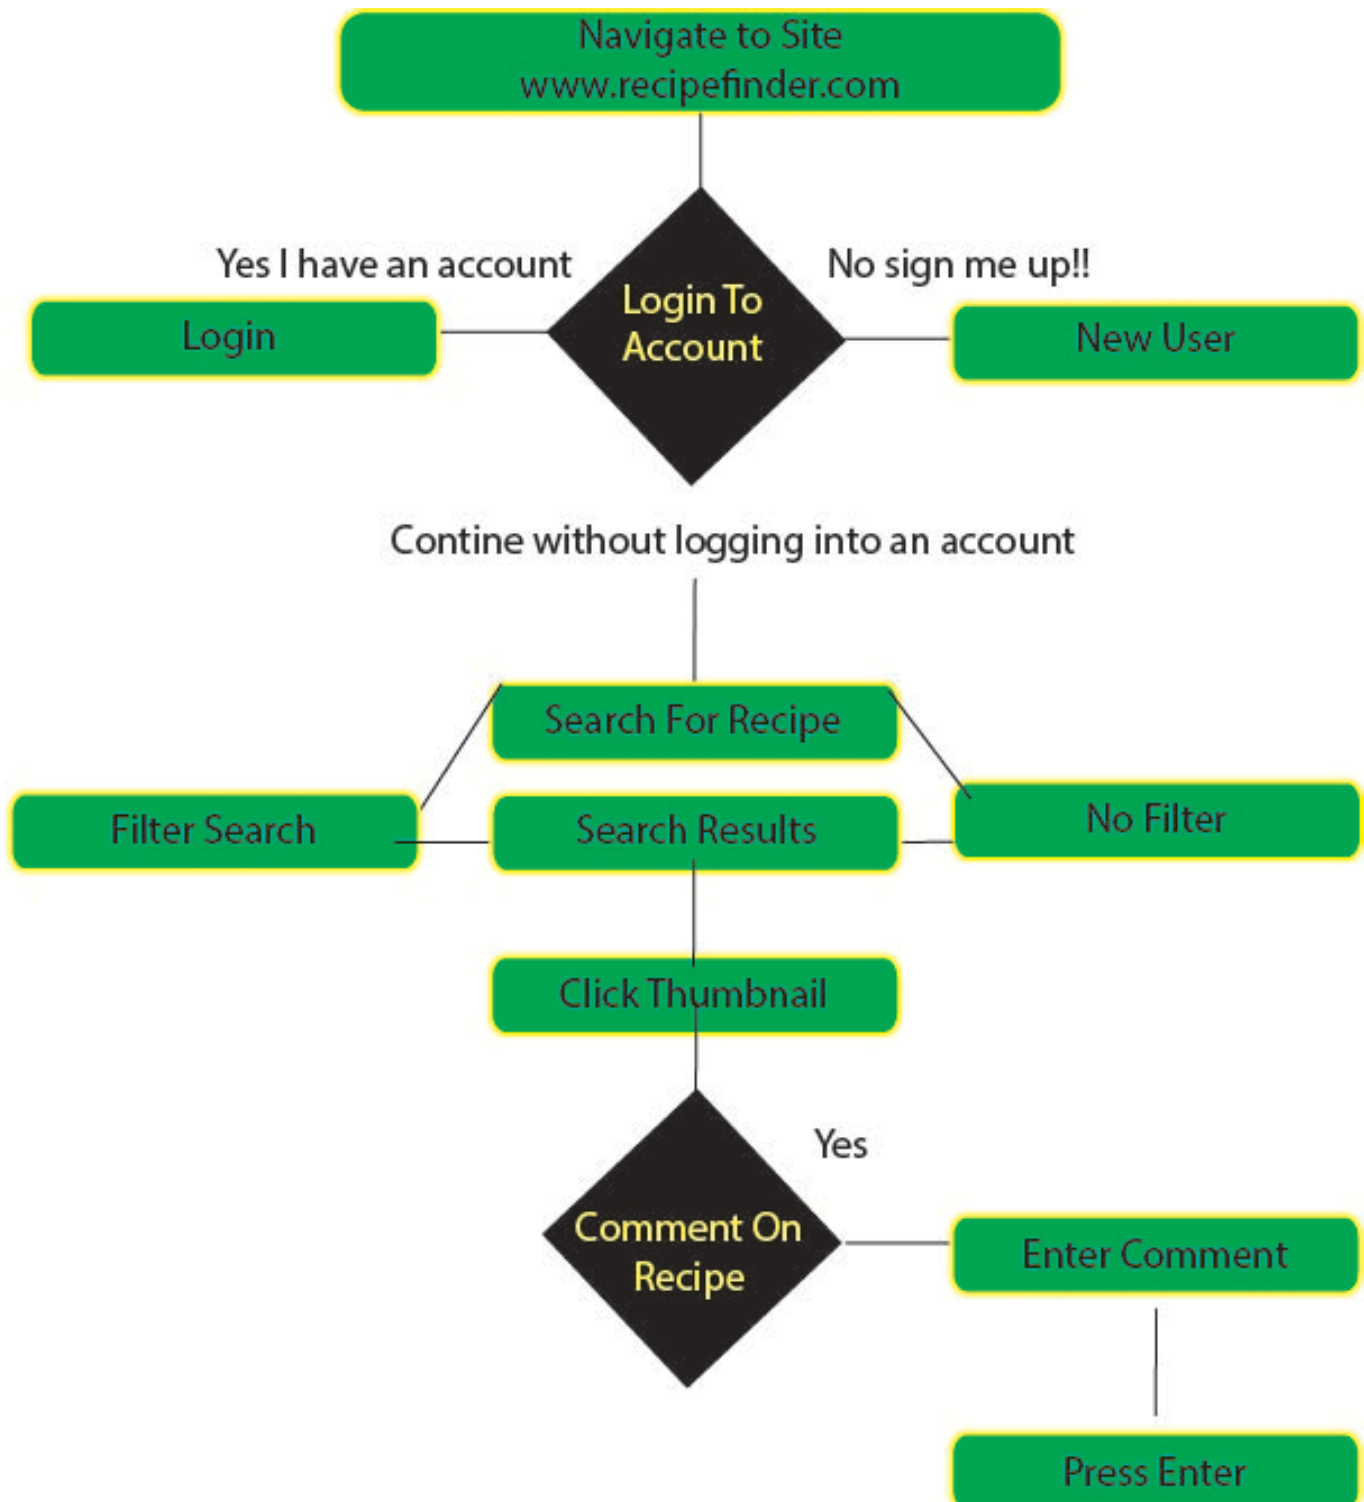 Navigate to Site
www.recipefinder.com
Yes I have an account
No sign me up!!
Login To
Account
Login
New User
Contine without logging into an account
Search For Recipe
Filter Search
Search Results
No Filter
Click Thumbnail
Yes
Comment On
Recipe
Enter Comment
Press Enter